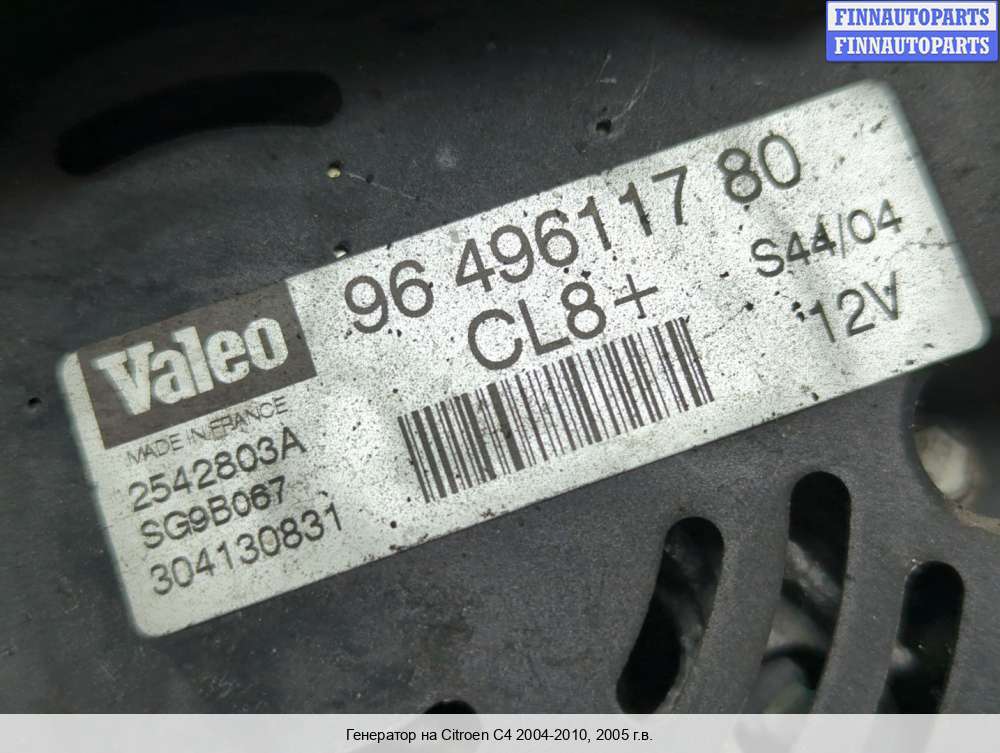 FINNAUTOPARTS
FINNAUTOPARTS
96 496117 80
CL8+
S44/04
12V
Valeo
MADE IN FRANCE
2542803A
SG9B067
304130831
Генератор на Citroen C4 2004-2010, 2005 г.в.